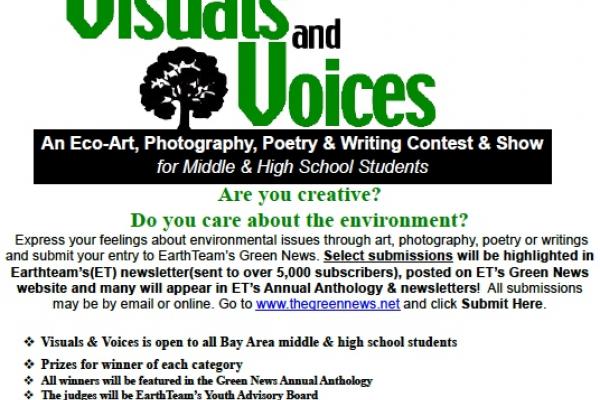 Visuals and
Voices
An Eco-Art, Photography, Poetry & Writing Contest & Show
for Middle & High School Students
Are you creative?
Do you care about the environment?
Express your feelings about environmental issues through art, photography, poetry or writings
and submit your entry to EarthTeam's Green News. Select submissions will be highlighted in
Earthteam's(ET) newsletter(sent to over 5,000 subscribers), posted on ET's Green News
website and many will appear in ET's Annual Anthology & newsletters! All submissions
may be by email or online. Go to www.thegreennews.net and click Submit Here.
❖ Visuals & Voices is open to all Bay Area middle & high school students
❖ Prizes for winner of each category
❖ All winners will be featured in the Green News Annual Anthology
❖ The judges will be EarthTeam's Youth Advisory Board